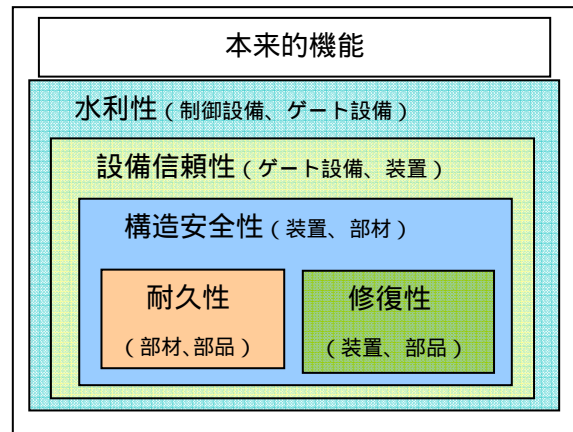 本来的機能
水利性（制御設備、ゲート設備）
設備信頼性（ゲート設備、装置）
構造安全性（装置、部材）
耐久性
（部材、部品）
修復性
（装置、部品）